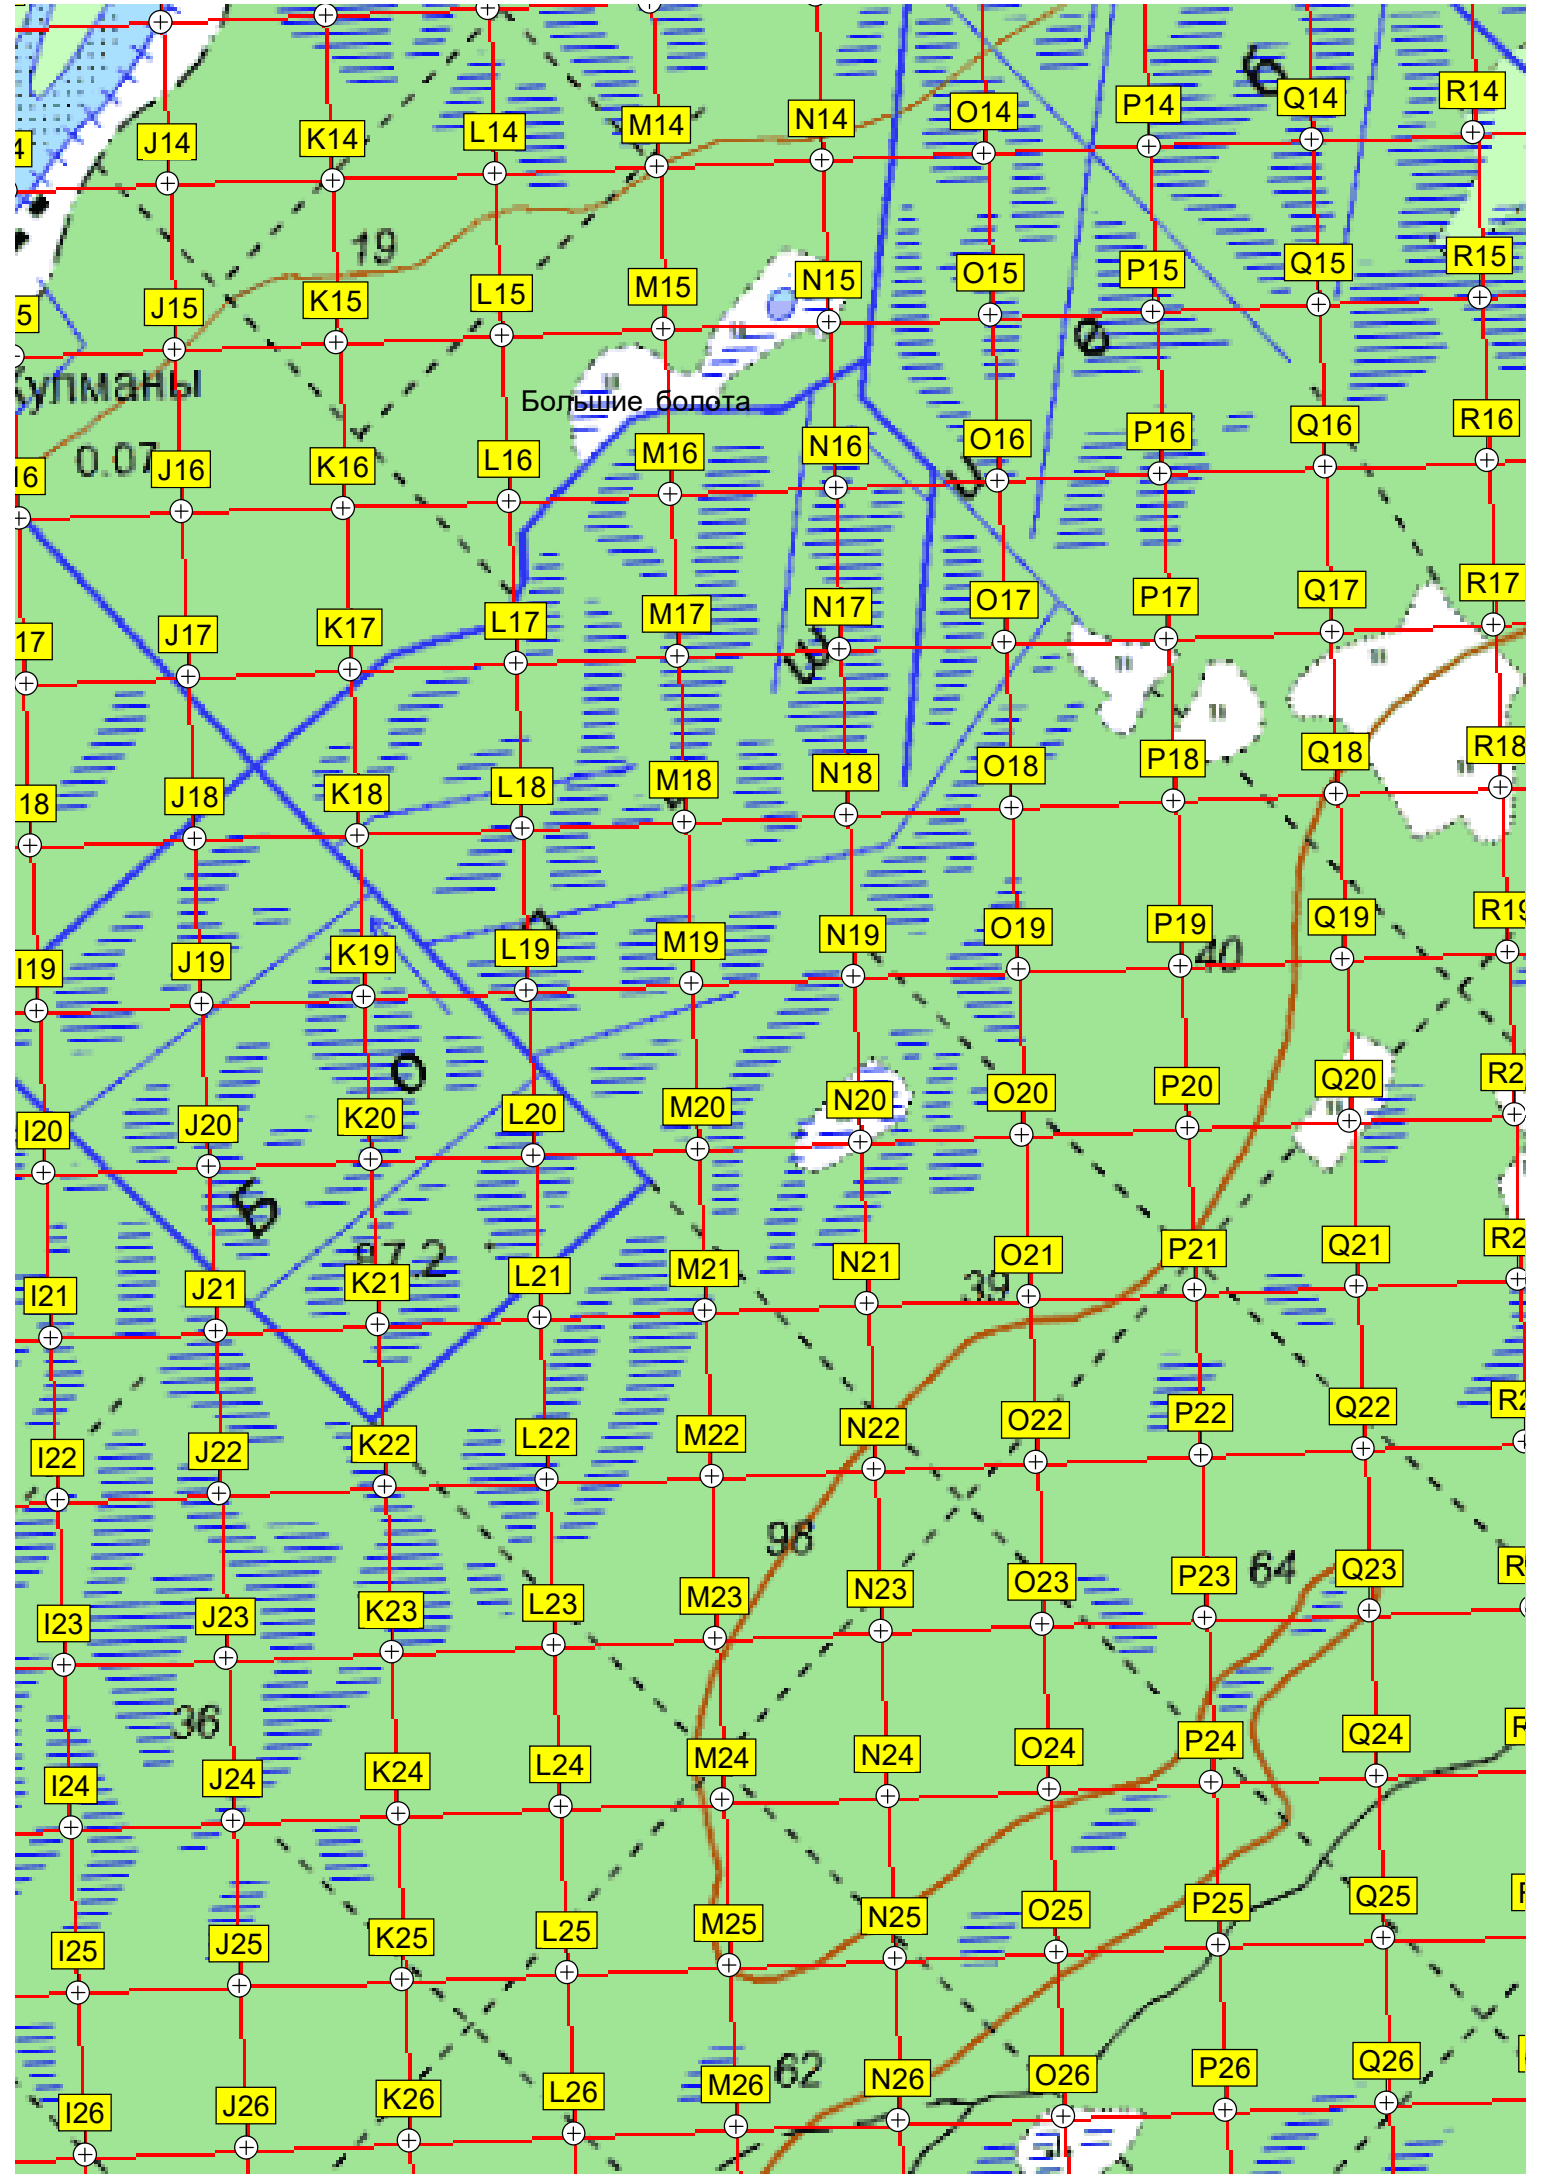 б
J14 K14 L14 M14 N14 O14 P14 Q14 R14
19
J15 K15 L15 M15 N15 O15 P15 Q15 R15
Большие болота
0.07
J16 K16 L16 M16 N16 O16 P16 Q16 R16
17 J17 K17 L17 M17 N17 O17 P17 Q17 R17
18 J18 K18 L18 M18 N18 O18 P18 Q18 R18
I19 J19 K19 L19 M19 N19 O19 P19 Q19 R19
40
О
I20 J20 K20 L20 M20 N20 O20 P20 Q20
Б
I21 J21 K21 L21 M21 N21 O21 P21 Q21
39
I22 J22 K22 L22 M22 N22 O22 P22 Q22
98
64
I23 J23 K23 L23 M23 N23 O23 P23 Q23
36
I24 J24 K24 L24 M24 N24 O24 P24 Q24
I25 J25 K25 L25 M25 N25 O25 P25 Q25
62
I26 J26 K26 L26 M26 N26 O26 P26 Q26